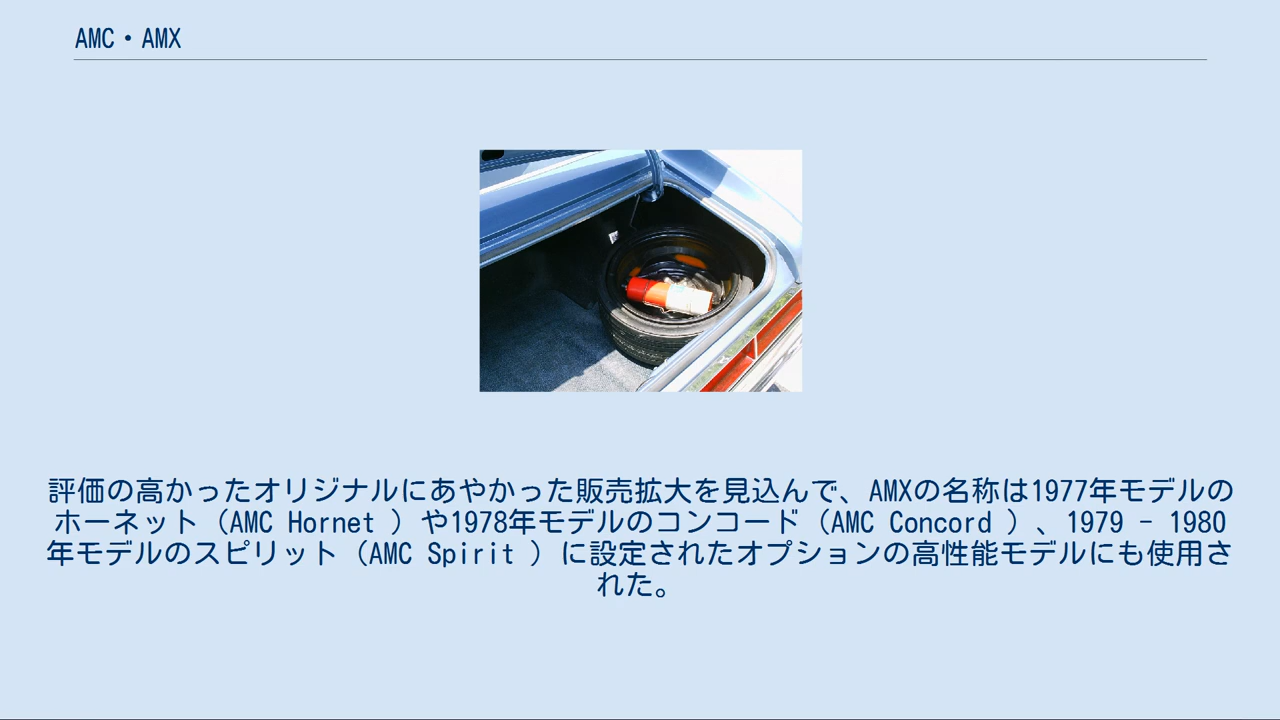 AMC・AMX
評価の高かったオリジナルにあやかった販売拡大を見込んで、AMXの名称は1977年モデルの
ホーネット（AMC Hornet ）や1978年モデルのコンコード（AMC Concord ）、1979 - 1980
年モデルのスピリット（AMC Spirit ）に設定されたオプションの高性能モデルにも使用さ
れた。